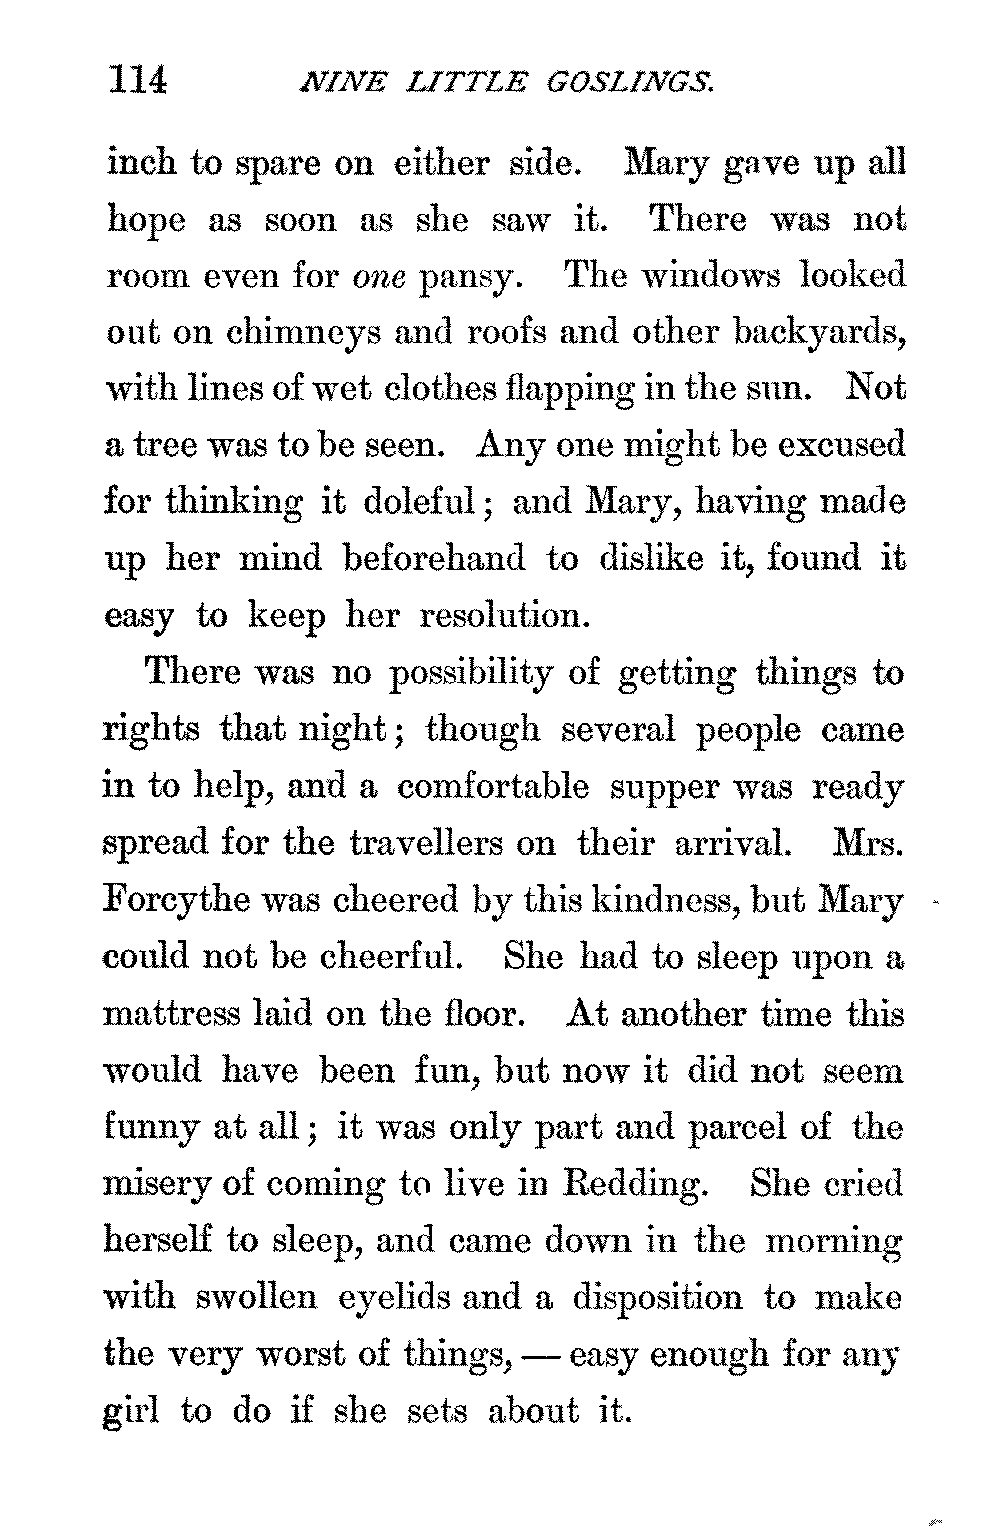 114 NINE LITTLE GOSLINGS.
inch to spare on either side. Mary gave up all
hope as soon as she saw it. There was not
room even for one pansy. The windows looked
out on chimneys and roofs and other backyards,
with lines of wet clothes flapping in the sun. Not
a tree was to be seen. Any one might be excused
for thinking it doleful; and Mary, having made
up her mind beforehand to dislike it, found it
easy to keep her resolution.
There was no possibility of getting things to
rights that night; though several people came
in to help, and a comfortable supper was ready
spread for the travellers on their arrival. Mrs.
Forcythe was cheered by this kindness, but Mary
could not be cheerful. She had to sleep upon a
mattress laid on the floor. At another time this
would have been fun, but now it did not seem
funny at all; it was only part and parcel of the
misery of coming to live in Redding. She cried
herself to sleep, and came down in the morning
with swollen eyelids and a disposition to make
the very worst of things, — easy enough for any
girl to do if she sets about it.